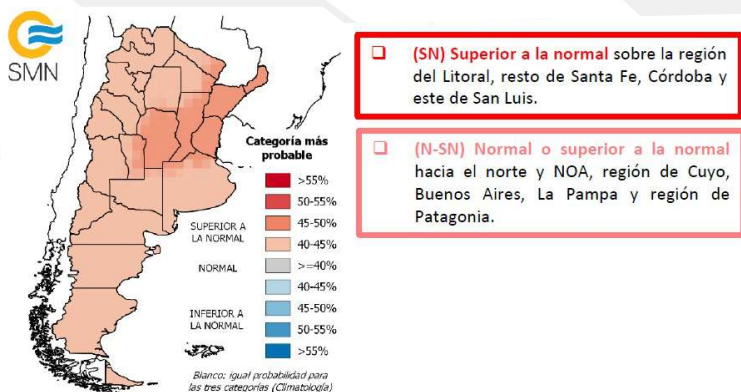 SMN
Categoría más
probable
>55%
50-55%
45-50%
SUPERIOR A
LA NORMAL
40-45%
NORMAL
>=40%
40-45%
INFERIOR A
LA NORMAL
45-50%
50-55%
>55%
Blanco: igual probabilidad para
las tres categorías (Climatología)
(SN) Superior a la normal sobre la región
del Litoral, resto de Santa Fe, Córdoba y
este de San Luis.
(N-SN) Normal o superior a la normal
hacia el norte y NOA, región de Cuyo,
Buenos Aires, La Pampa y región de
Patagonia.